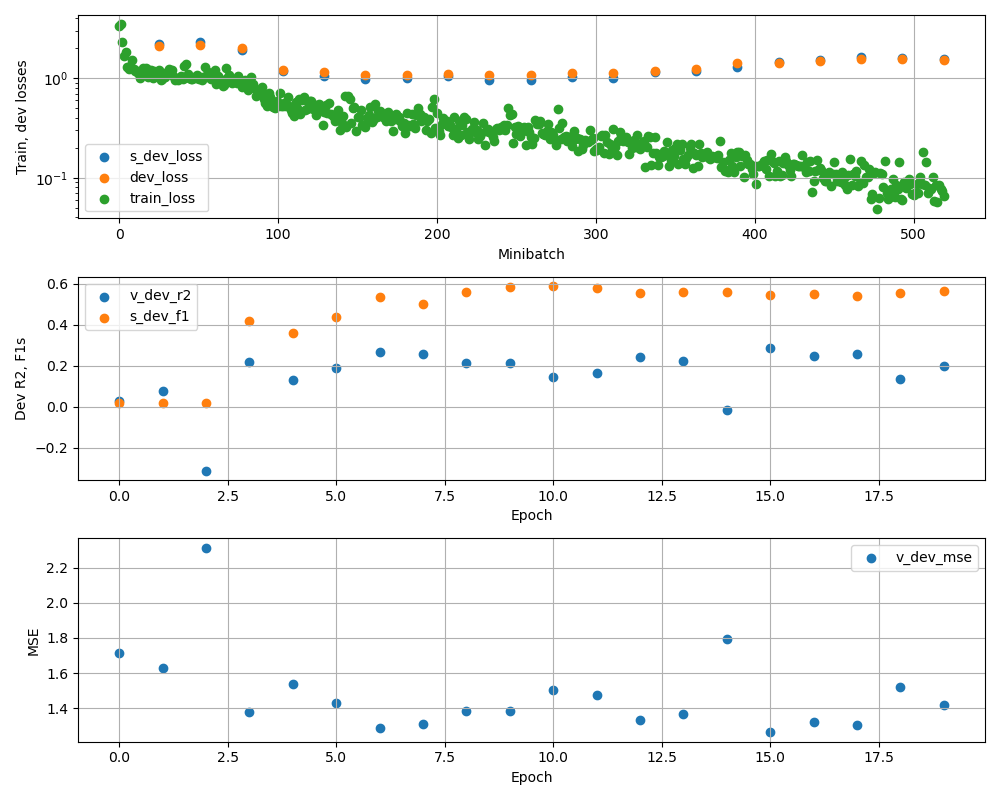 Train, dev losses
10⁰
10⁻¹
s_dev_loss
dev_loss
train_loss
0 100 200 300 400 500
Minibatch
Dev R2, F1s
0.6
0.4
0.2
0.0
−0.2
v_dev_r2
s_dev_f1
0.0 2.5 5.0 7.5 10.0 12.5 15.0 17.5
Epoch
MSE
2.2
2.0
1.8
1.6
1.4
v_dev_mse
0.0 2.5 5.0 7.5 10.0 12.5 15.0 17.5
Epoch